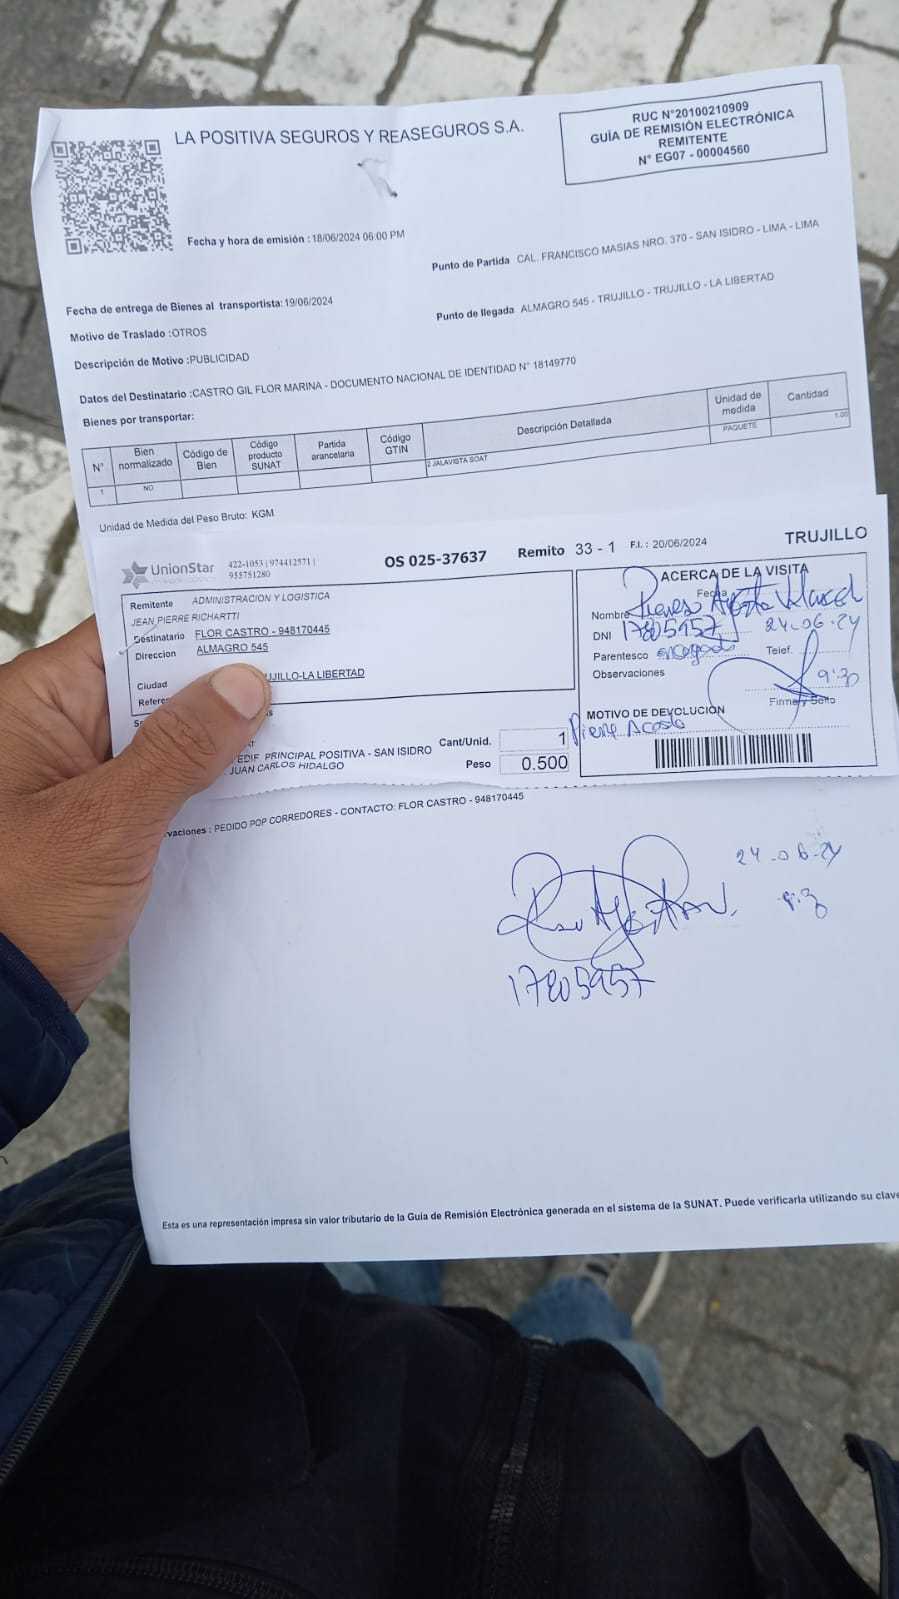 LA POSITIVA SEGUROS Y REASEGUROS S.A.
RUC N°20100210909
GUÍA DE REMISIÓN ELECTRÓNICA
REMITENTE
N° EG07 - 00004560
Fecha y hora de emisión : 18/06/2024 06:00 PM
Punto de Partida CAL. FRANCISCO MASIAS NRO. 370 - SAN ISIDRO - LIMA - LIMA
Fecha de entrega de Bienes al transportista: 19/06/2024
Punto de llegada ALMAGRO 545 - TRUJILLO - TRUJILLO - LA LIBERTAD
Motivo de Traslado :OTROS
Descripción de Motivo :PUBLICIDAD
Datos del Destinatario :CASTRO GIL FLOR MARINA - DOCUMENTO NACIONAL DE IDENTIDAD N° 18149770
Bienes por transportar:
N° Bien normalizado Código de Bien Código producto SUNAT Partida arancelaria Código GTIN Descripción Detallada Unidad de medida Cantidad
1 NO 2 JALAVISTA SOAT PAQUETE 1.00
Unidad de Medida del Peso Bruto: KGM
UnionStar
422-1053 | 974412571 |
955751280
OS 025-37637 Remito 33 - 1 F.I. : 20/06/2024 TRUJILLO
Remitente ADMINISTRACION Y LOGISTICA
JEAN PIERRE RICHARTTI
Destinatario FLOR CASTRO - 948170445
Direccion ALMAGRO 545
Ciudad UJILLO-LA LIBERTAD
Refere
EDIF. PRINCIPAL POSITIVA - SAN ISIDRO
JUAN CARLOS HIDALGO
Cant/Unid. 1
Peso 0.500
ACERCA DE LA VISITA
Fecha
Nombre Acosta
DNI 17805957 24-06-24
Parentesco encargado Telef.
Observaciones 9:30
Firma y Sello
MOTIVO DE DEVOLUCIÓN
Acosta
vaciones : PEDIDO POP CORREDORES - CONTACTO: FLOR CASTRO - 948170445
24-06-24
17805957
Esta es una representación impresa sin valor tributario de la Guía de Remisión Electrónica generada en el sistema de la SUNAT. Puede verificarla utilizando su clave